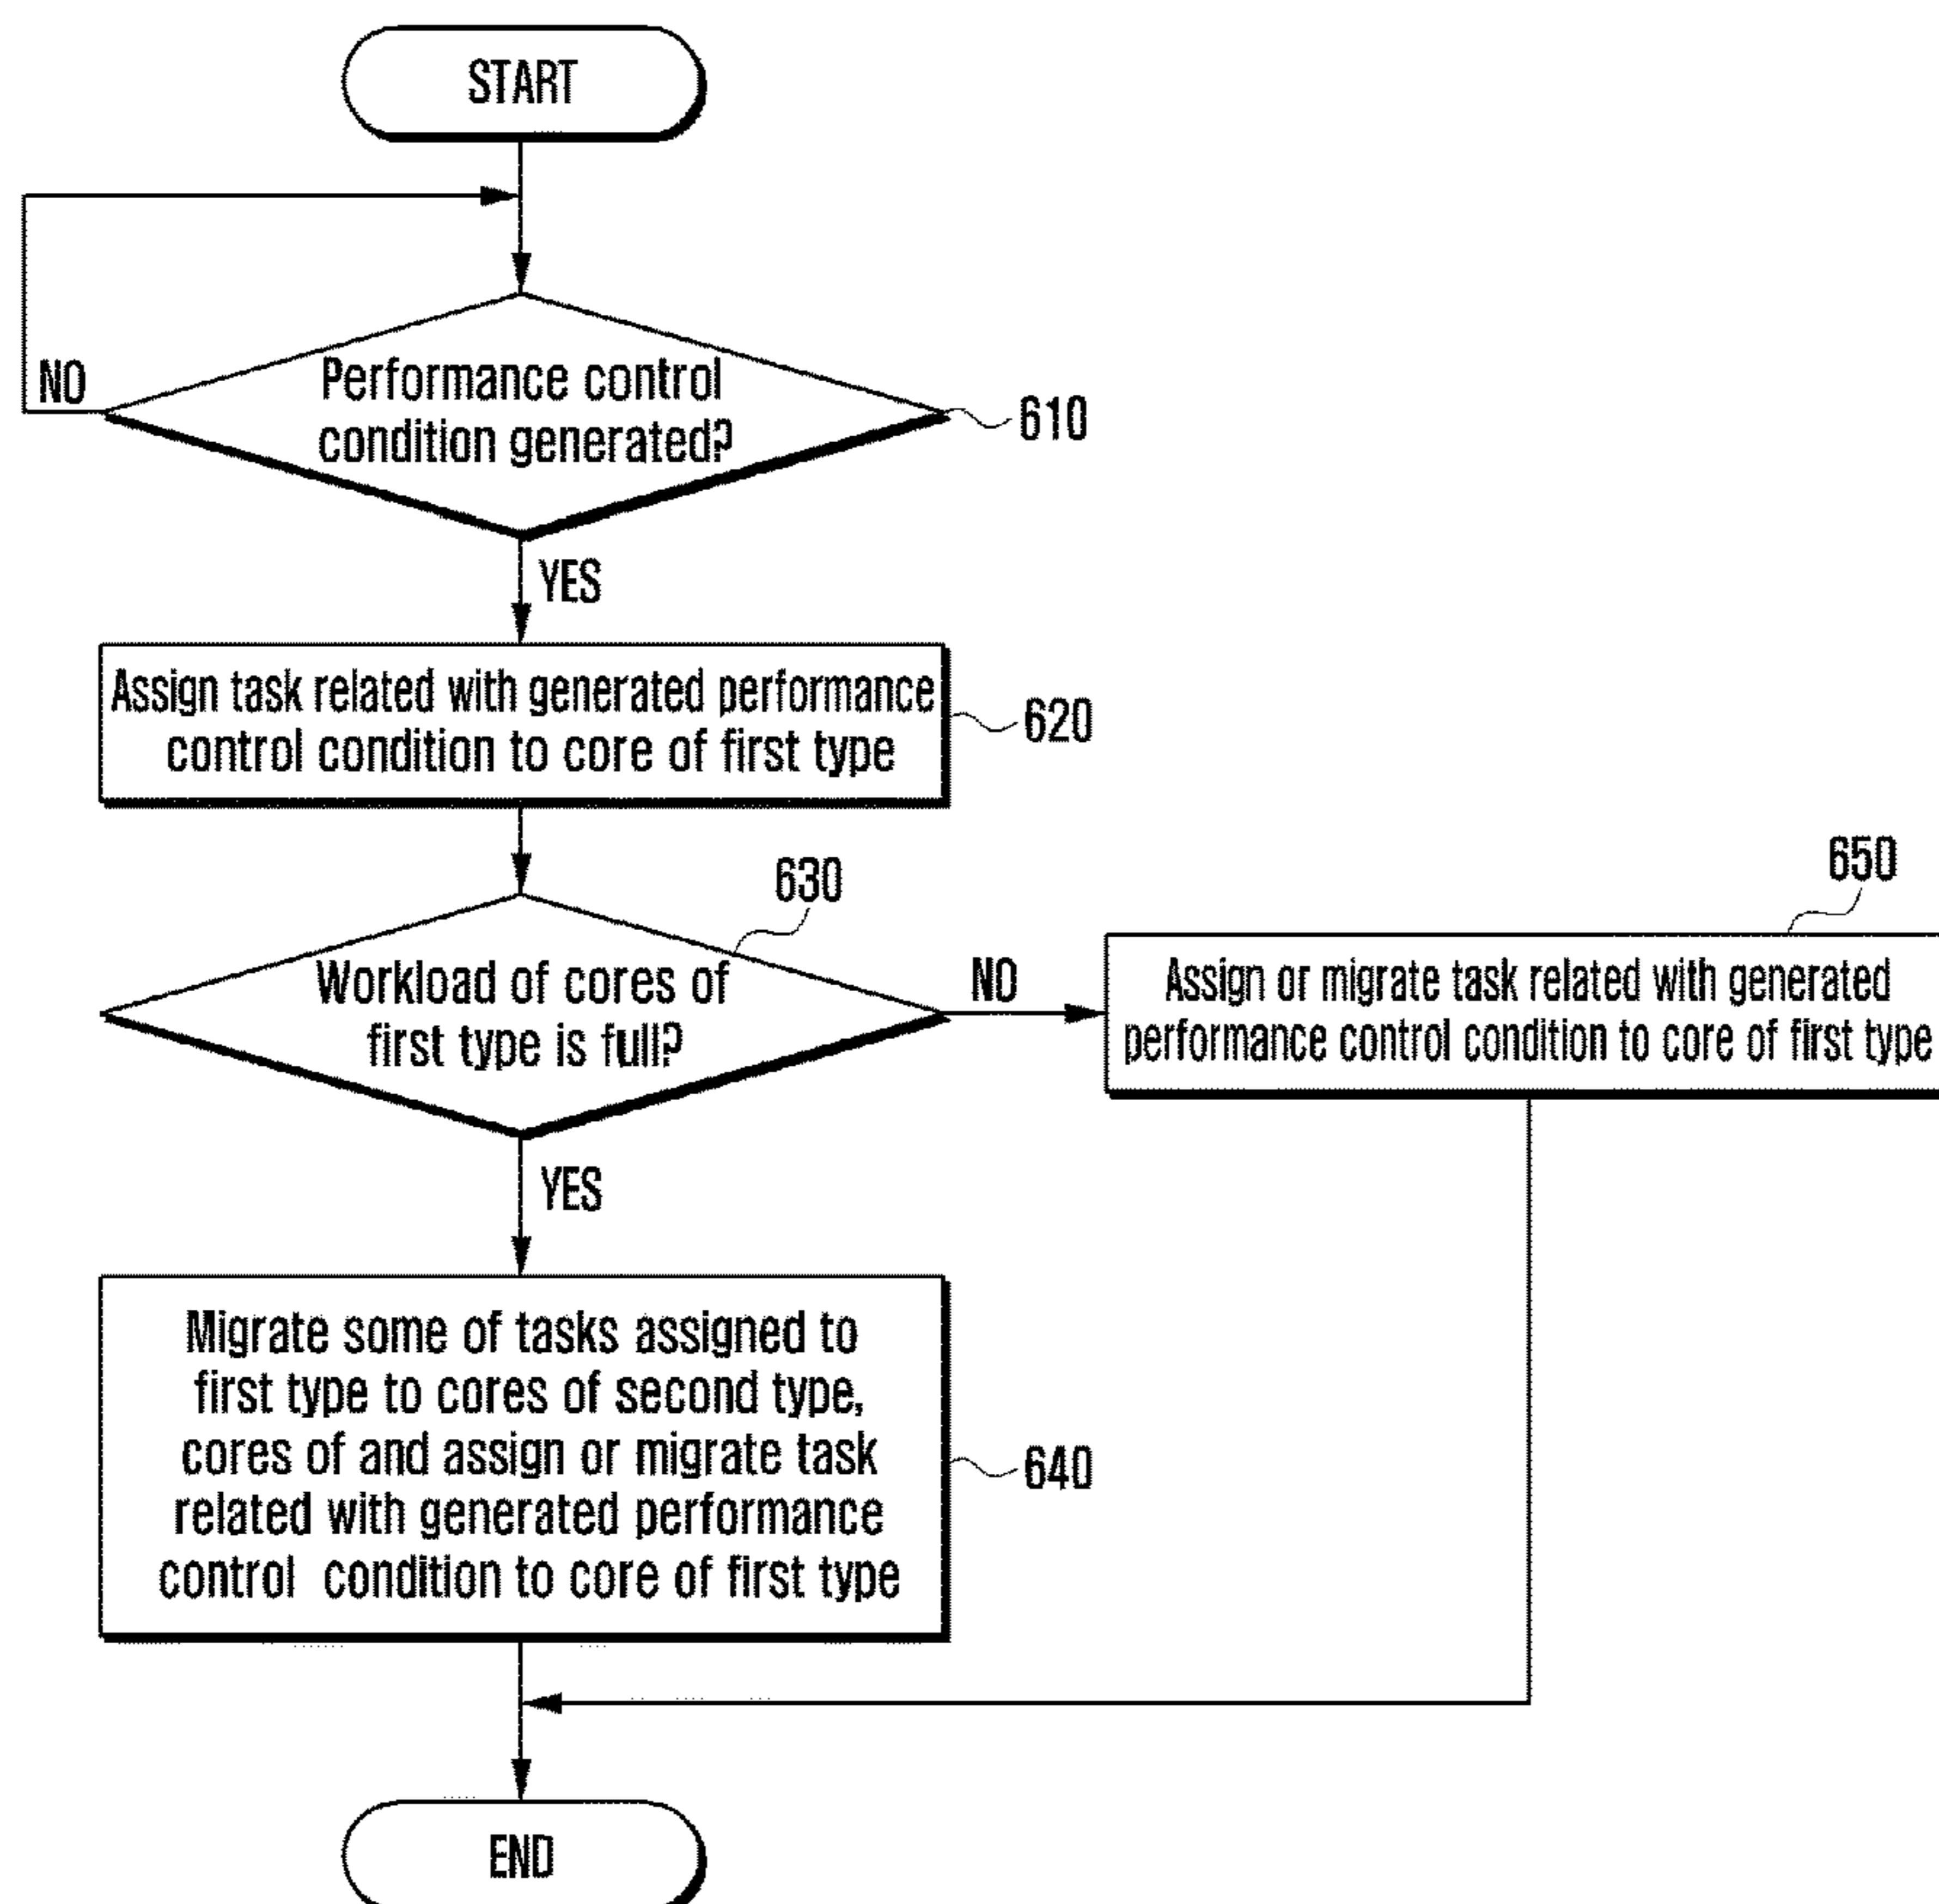 START
NO
Performance control
condition generated?
610
YES
Assign task related with generated performance
control condition to core of first type
620
630
Workload of cores of
first type is full?
NO
650
Assign or migrate task related with generated
performance control condition to core of first type
YES
Migrate some of tasks assigned to
first type to cores of second type,
cores of and assign or migrate task
related with generated performance
control condition to core of first type
640
END